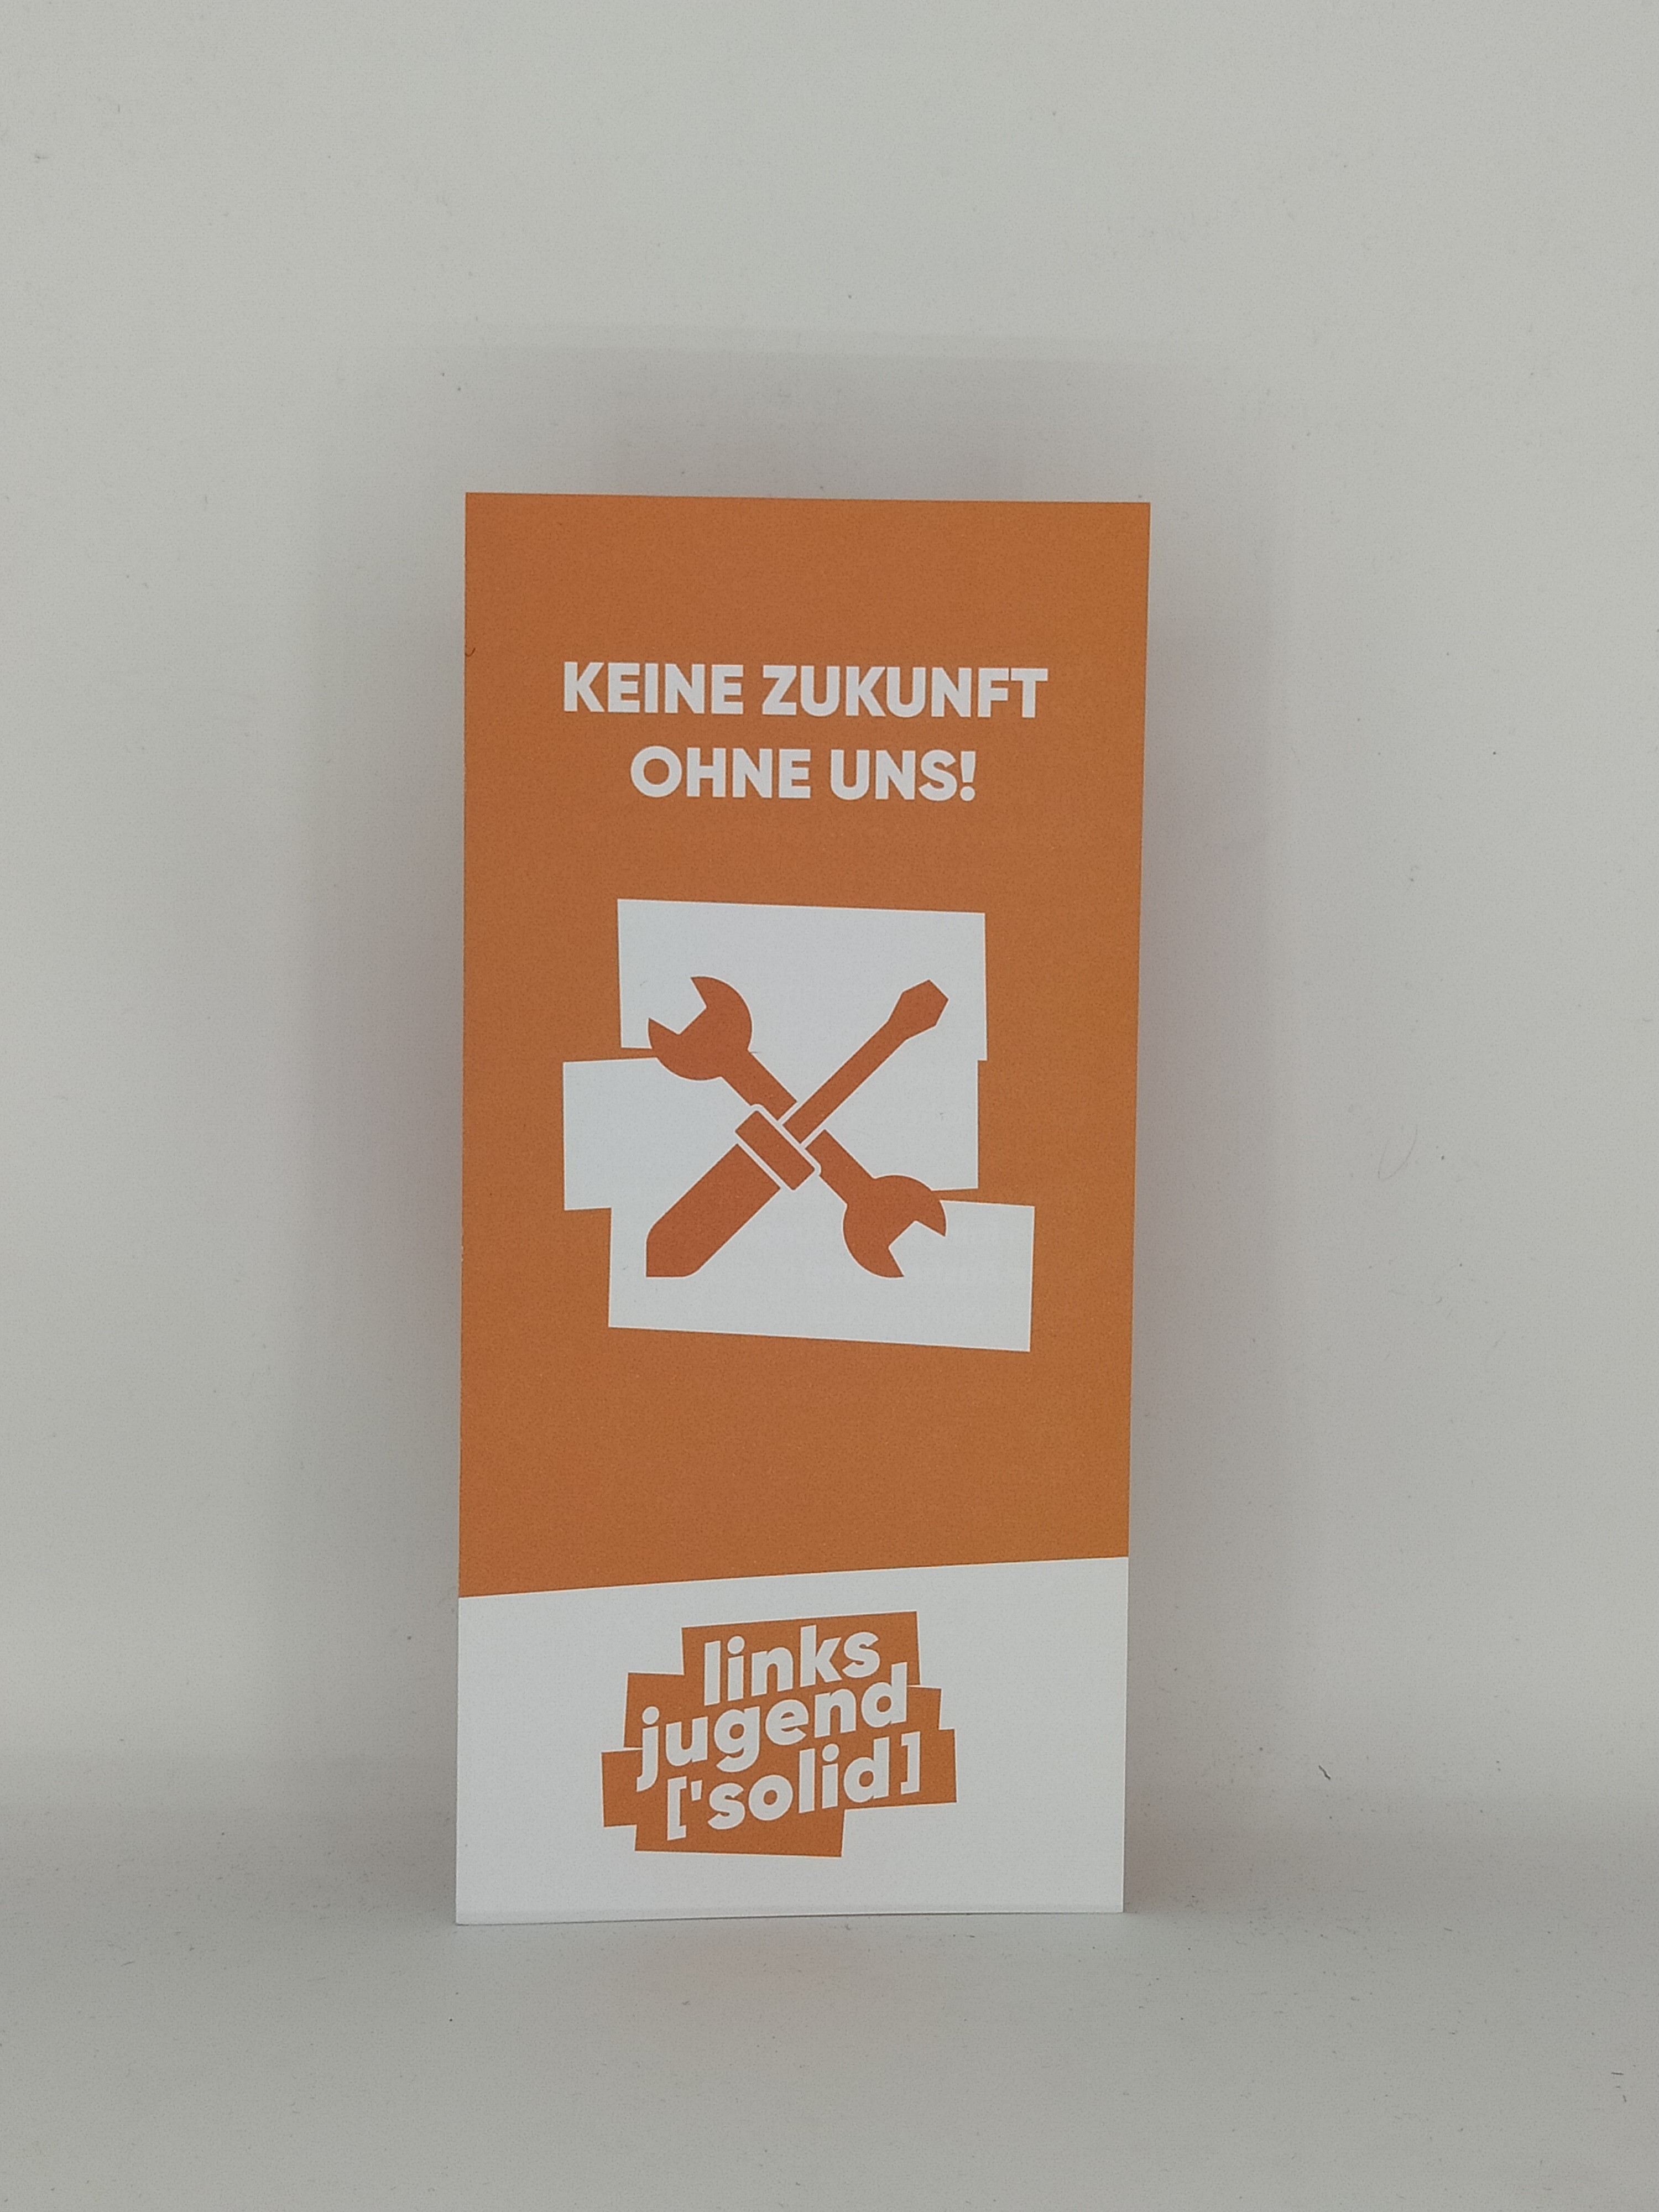 KEINE ZUKUNFT
OHNE UNS!
links
jugend
['solid]